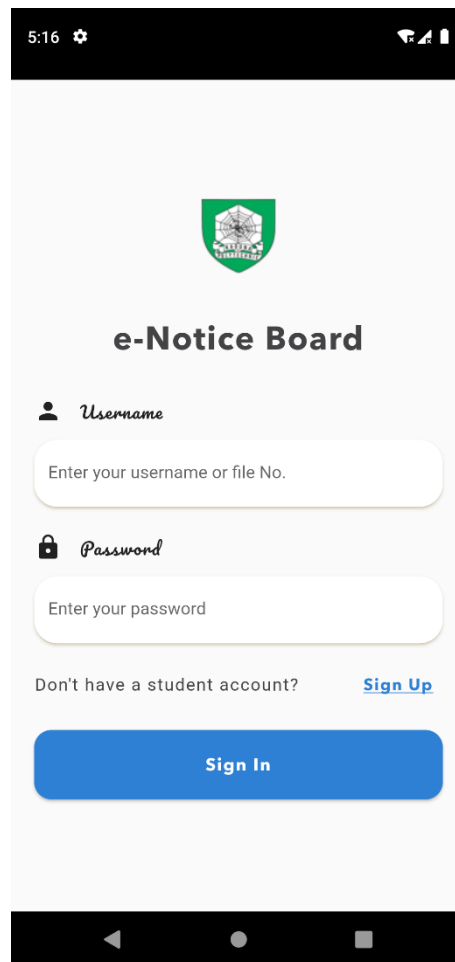 5:16
e-Notice Board
Username
Enter your username or file No.
Password
Enter your password
Don't have a student account? Sign Up
Sign In